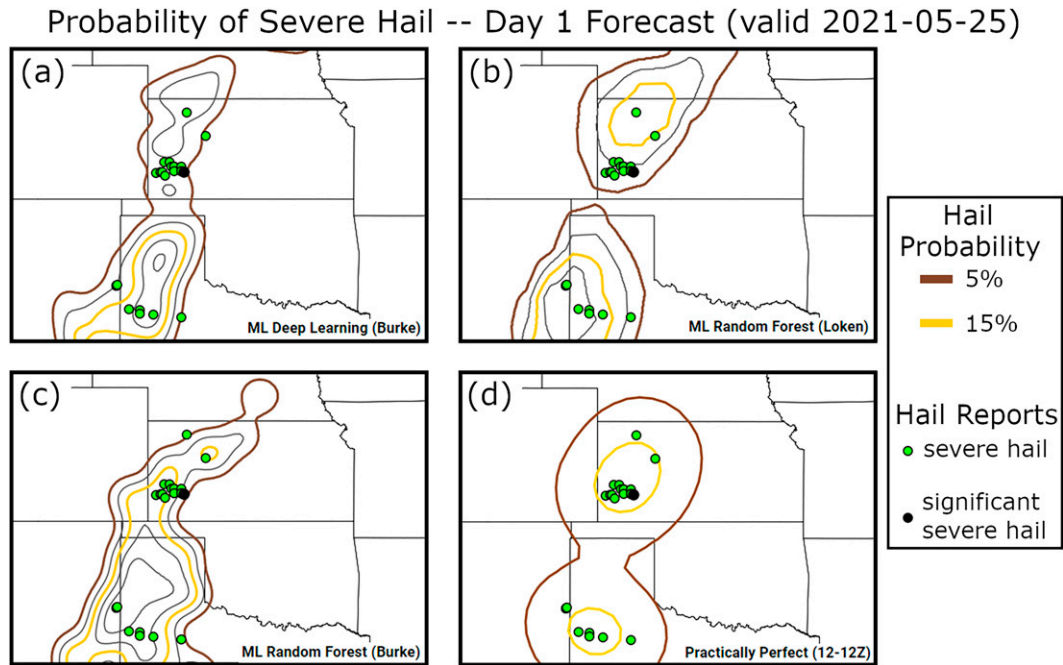 Probability of Severe Hail -- Day 1 Forecast (valid 2021-05-25)
(a)
ML Deep Learning (Burke)
(b)
ML Random Forest (Loken)
(c)
ML Random Forest (Burke)
(d)
Practically Perfect (12-12Z)
Hail
Probability
5%
15%
Hail Reports
severe hail
significant
severe hail